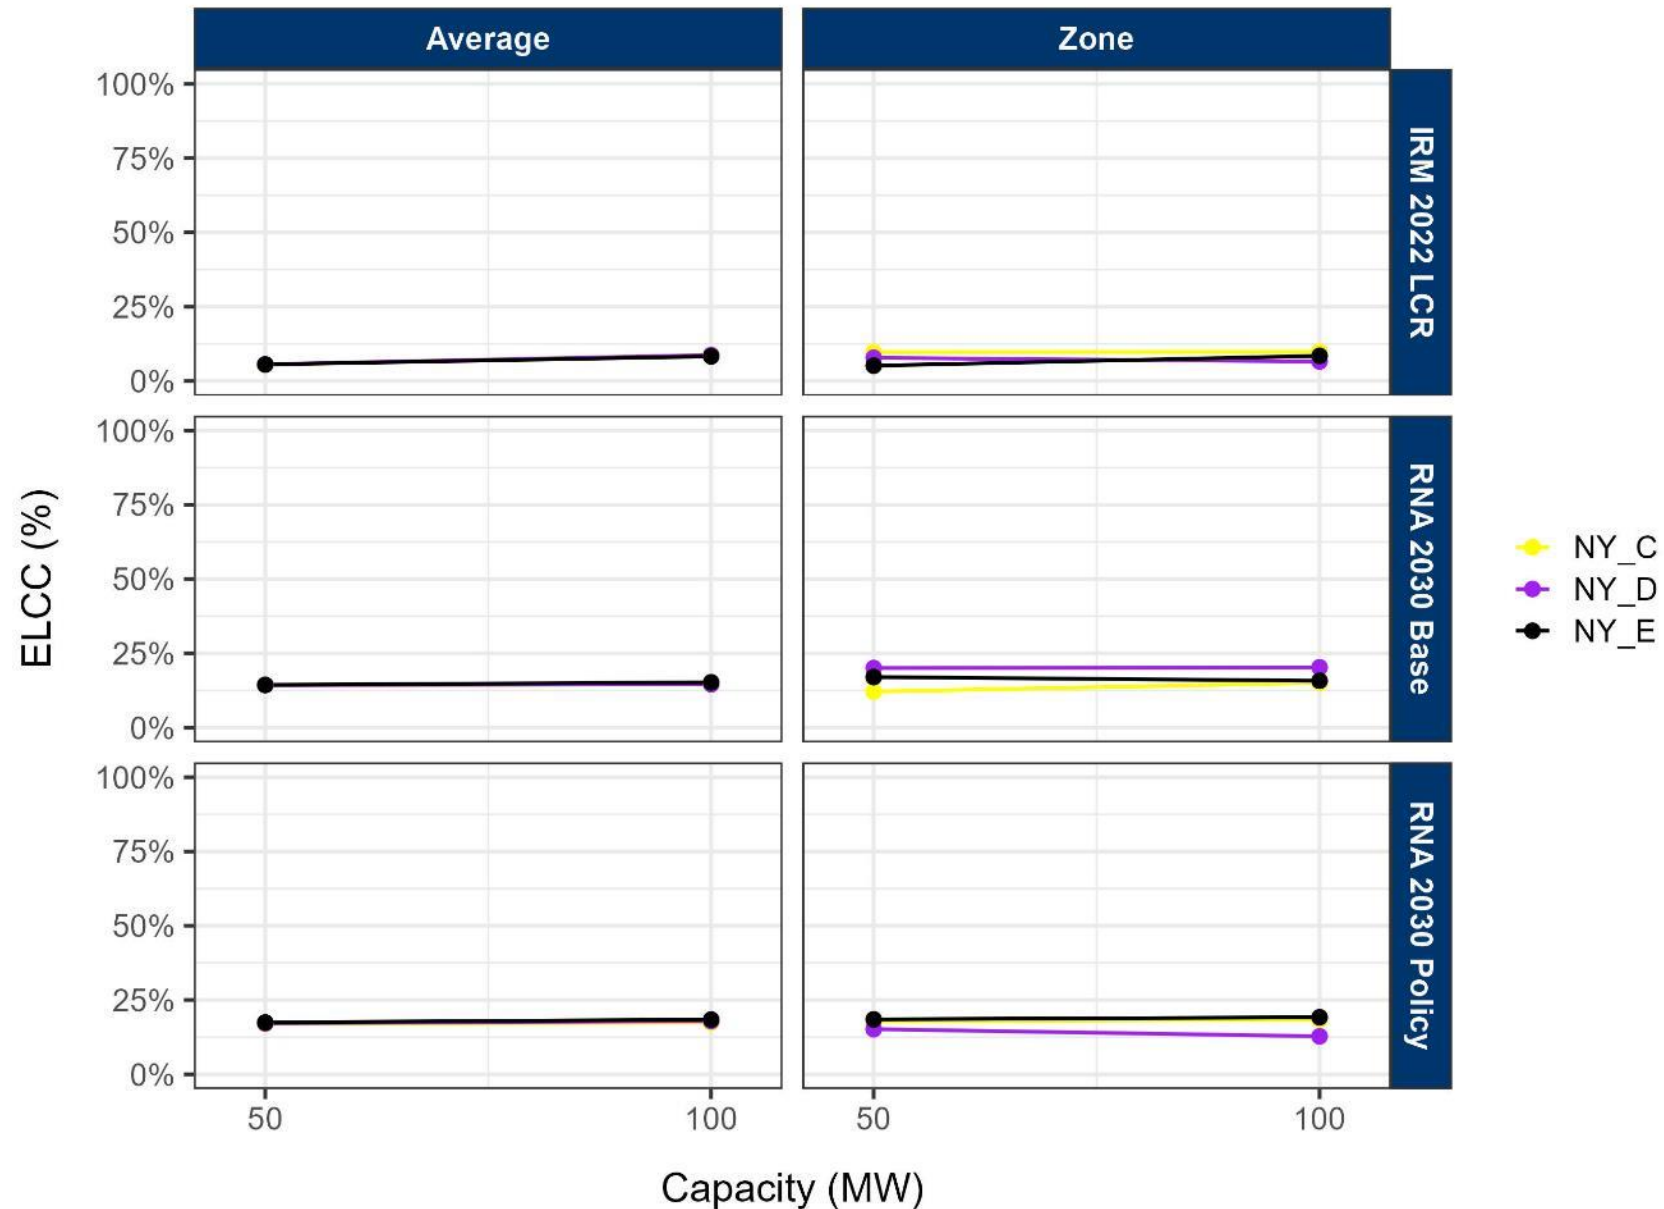 Average
Zone
100%
75%
50%
25%
0%
IRM 2022 LCR
100%
75%
50%
25%
0%
RNA 2030 Base
100%
75%
50%
25%
0%
RNA 2030 Policy
ELCC (%)
50
100
50
100
Capacity (MW)
NY_C
NY_D
NY_E